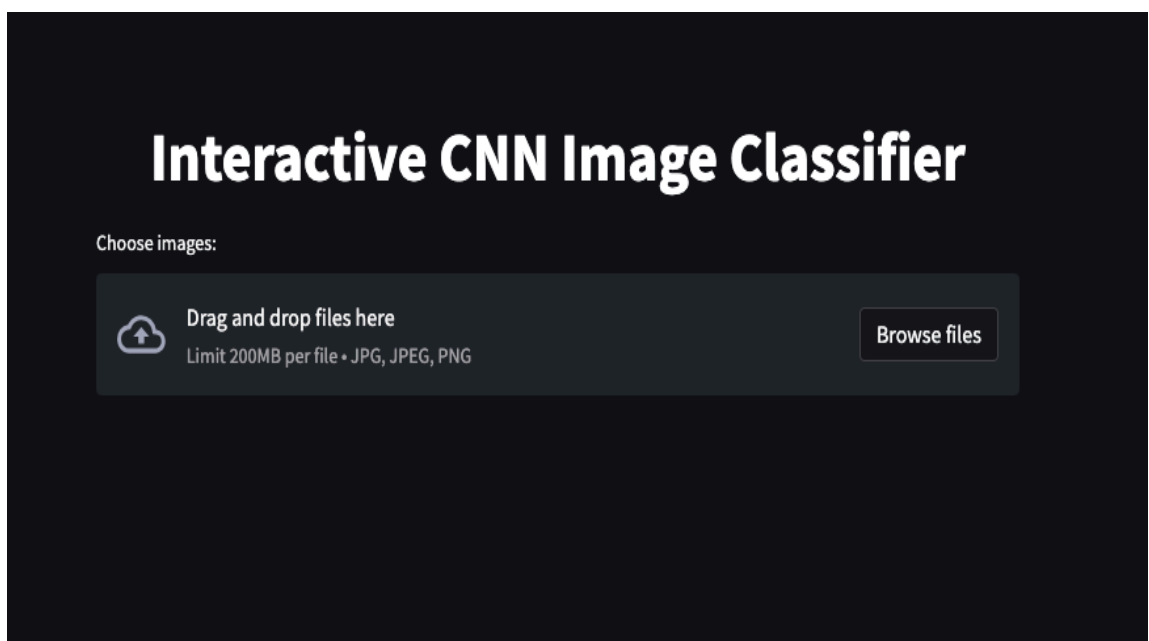 Interactive CNN Image Classifier
Choose images:
Drag and drop files here
Limit 200MB per file • JPG, JPEG, PNG
Browse files